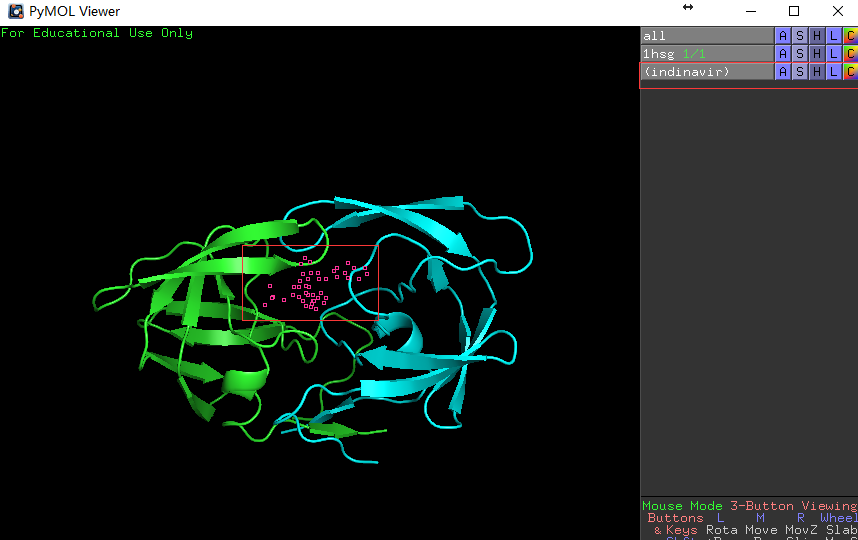 PyMOL Viewer
For Educational Use Only
all A S H L C
1hsg 1/1 A S H L C
(indinavir) A S H L C
Mouse Mode 3-Button Viewing
Buttons L M R Wheel
& Keys Rota Move MovZ Slab